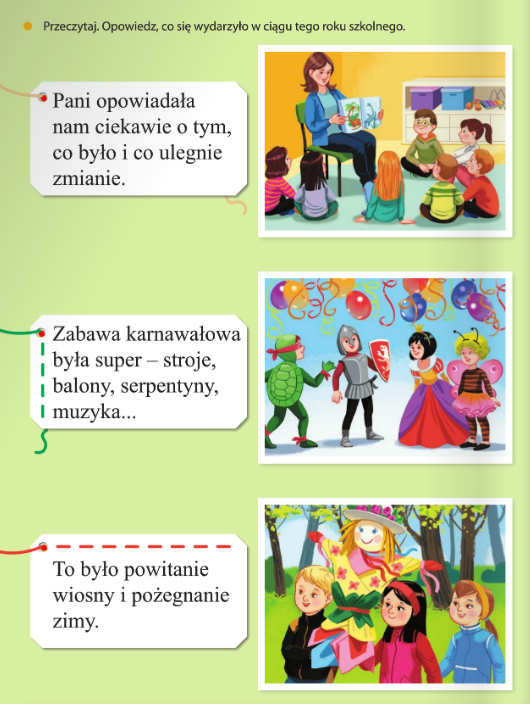 Przeczytaj. Opowiedz, co się wydarzyło w ciągu tego roku szkolnego.
Pani opowiadała
nam ciekawie o tym,
co było i co ulegnie
zmianie.
Zabawa karnawałowa
była super – stroje,
balony, serpentyny,
muzyka...
To było powitanie
wiosny i pożegnanie
zimy.